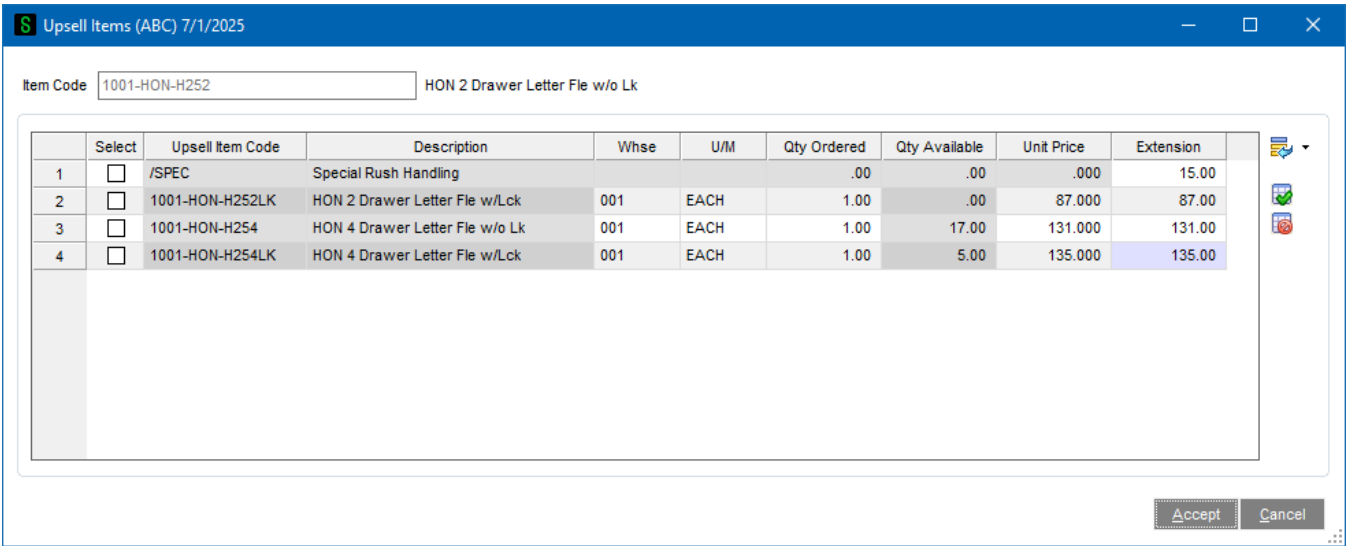 S Upsell Items (ABC) 7/1/2025
Item Code 1001-HON-H252 HON 2 Drawer Letter Fle w/o Lk
Select Upsell Item Code Description Whse U/M Qty Ordered Qty Available Unit Price Extension
1 /SPEC Special Rush Handling .00 .00 .000 15.00
2 1001-HON-H252LK HON 2 Drawer Letter Fle w/Lck 001 EACH 1.00 .00 87.000 87.00
3 1001-HON-H254 HON 4 Drawer Letter Fle w/o Lk 001 EACH 1.00 17.00 131.000 131.00
4 1001-HON-H254LK HON 4 Drawer Letter Fle w/Lck 001 EACH 1.00 5.00 135.000 135.00
Accept Cancel